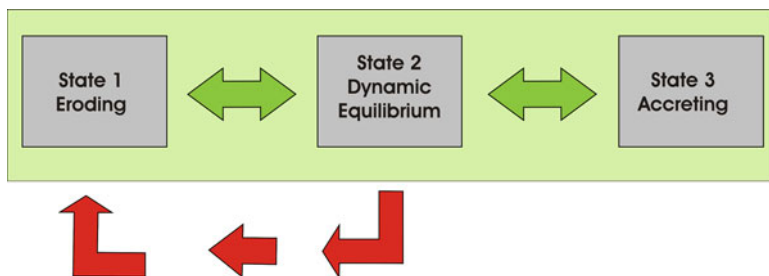 State 1
Eroding
State 2
Dynamic
Equilibrium
State 3
Accreting